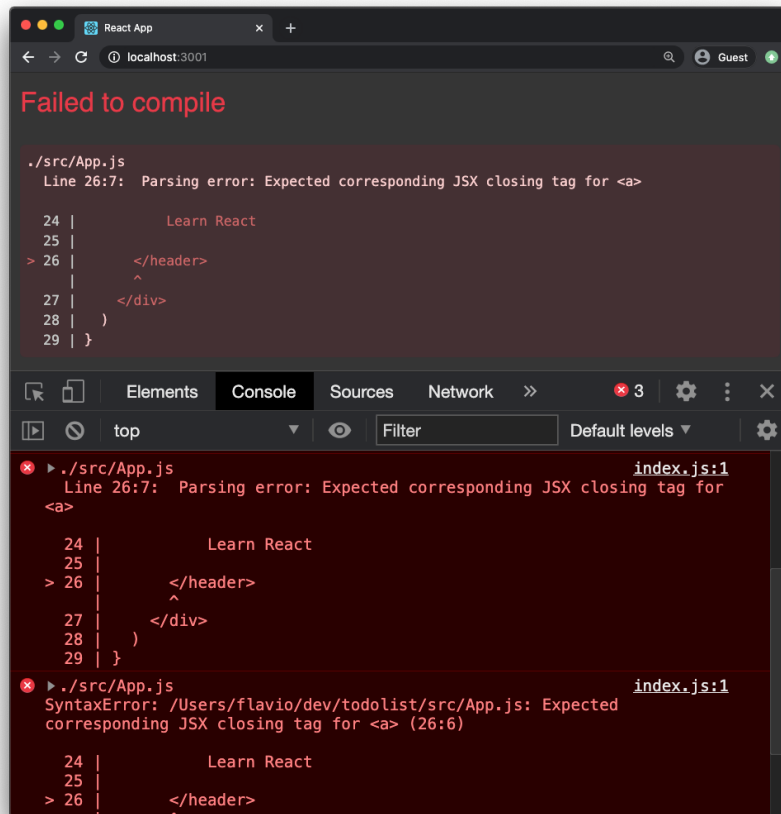 React App
localhost:3001
Guest
Failed to compile
./src/App.js
Line 26:7:  Parsing error: Expected corresponding JSX closing tag for <a>
24 |           Learn React
25 |
> 26 |       </header>
|       ^
27 |     </div>
28 |   )
29 | }
Elements Console Sources Network » 3
top Filter Default levels
./src/App.js index.js:1
Line 26:7:  Parsing error: Expected corresponding JSX closing tag for
<a>
24 |           Learn React
25 |
> 26 |       </header>
|       ^
27 |     </div>
28 |   )
29 | }
./src/App.js index.js:1
SyntaxError: /Users/flavio/dev/todolist/src/App.js: Expected
corresponding JSX closing tag for <a> (26:6)
24 |           Learn React
25 |
> 26 |       </header>